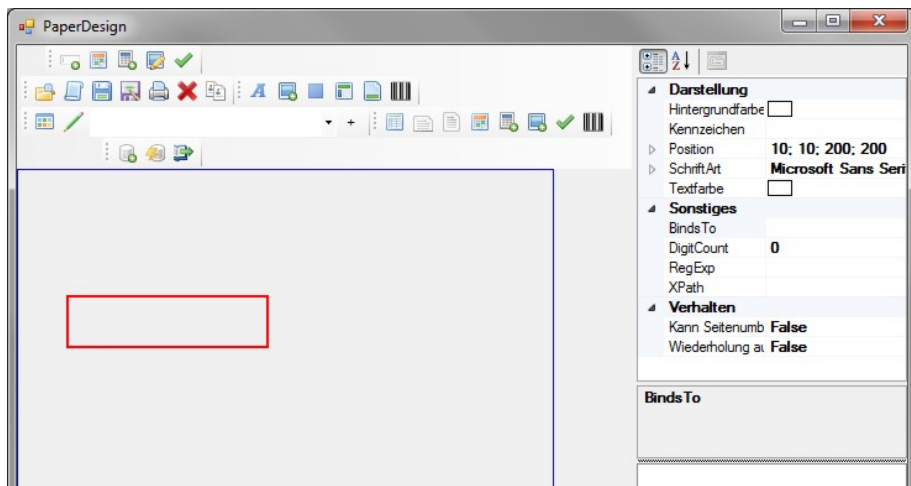 PaperDesign
Darstellung
Hintergrundfarbe
Kennzeichen
Position 10; 10; 200; 200
SchriftArt Microsoft Sans Seri
Textfarbe
Sonstiges
BindsTo
DigitCount 0
RegExp
XPath
Verhalten
Kann Seitenumb False
Wiederholung au False
BindsTo